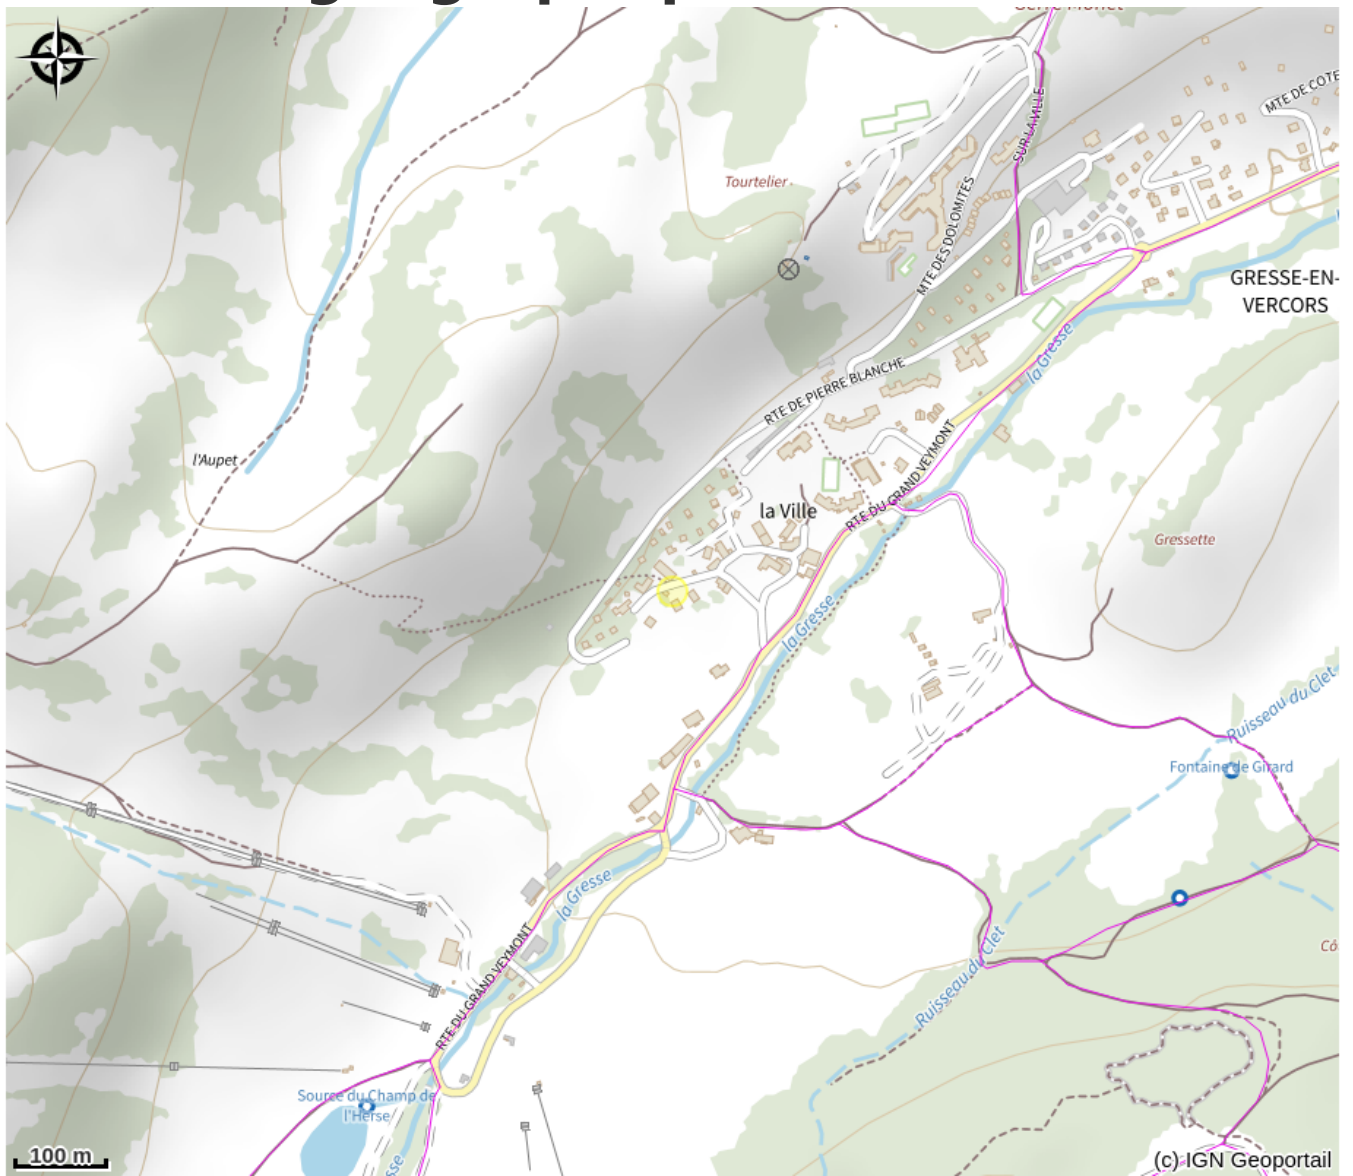 MTE DE COTE
SUR LA VILLE
Tourtelier
MTE DES DOLOMITES
GRESSE-EN-
VERCORS
la Gresse
RTE DE PIERRE BLANCHE
l'Aupet
RTE DU GRAND VEYMONT
la Ville
Gressette
la Gresse
Ruisseau du Clet
Fontaine de Girard
la Gresse
Cô
RTE DU GRAND VEYMONT
Ruisseau du Clet
Source du Champ de
l'Herse
100 m
(c) IGN Geoportail